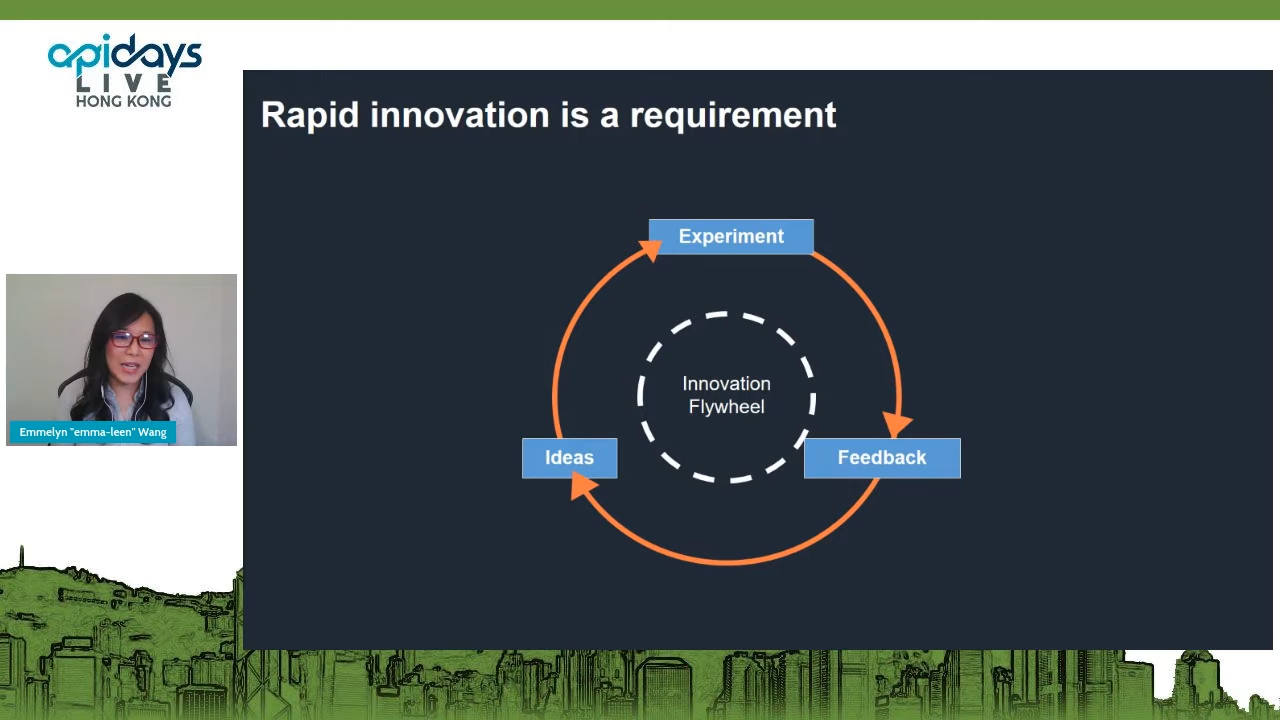 apidays
LIVE
HONG KONG
Rapid innovation is a requirement
Experiment
Innovation
Flywheel
Ideas
Feedback
Emmelyn "emma-leen" Wang